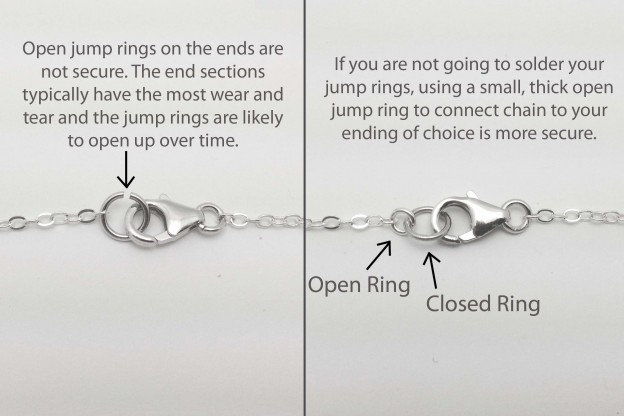 Open jump rings on the ends are
not secure. The end sections
typically have the most wear and
tear and the jump rings are likely
to open up over time.
If you are not going to solder your
jump rings, using a small, thick open
jump ring to connect chain to your
ending of choice is more secure.
Open Ring
Closed Ring